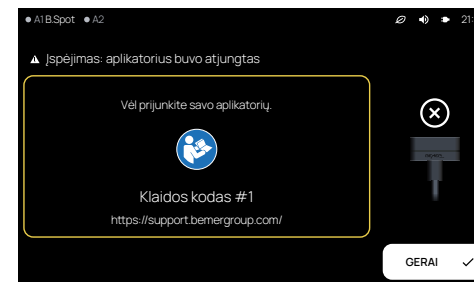 A1 B.Spot A2 21:
Įspėjimas: aplikatorius buvo atjungtas
Vėl prijunkite savo aplikatorių.
Klaidos kodas #1
https://support.bemergroup.com/
GERAI